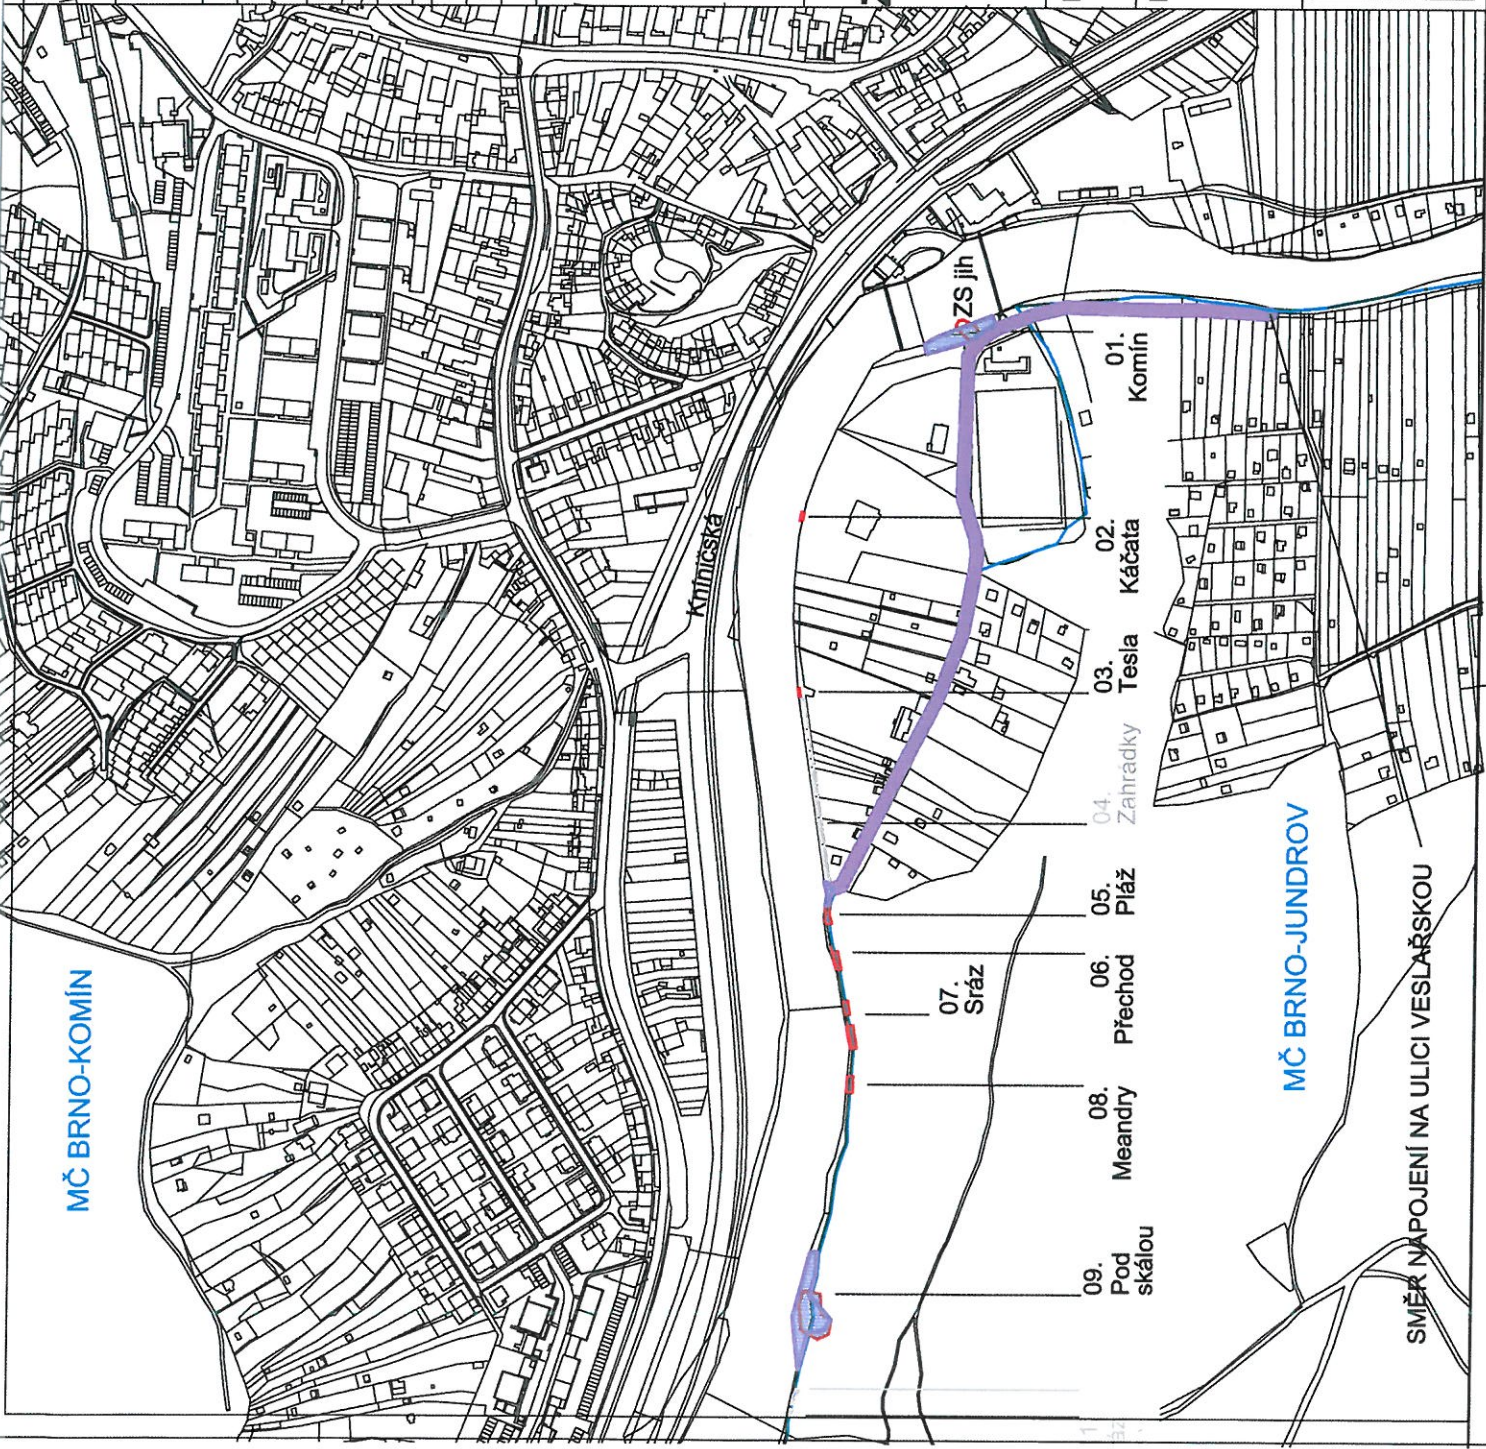 MČ BRNO-KOMÍN
Kníničská
ZS jih
01.
Komín
02.
Káčata
03.
Tesla
04.
Zahrádky
05.
Pláž
06.
Přechod
07.
Sráz
08.
Meandry
09.
Pod
skálou
MČ BRNO-JUNDROV
SMĚR NAPOJENÍ NA ULICI VESLAŘSKOU